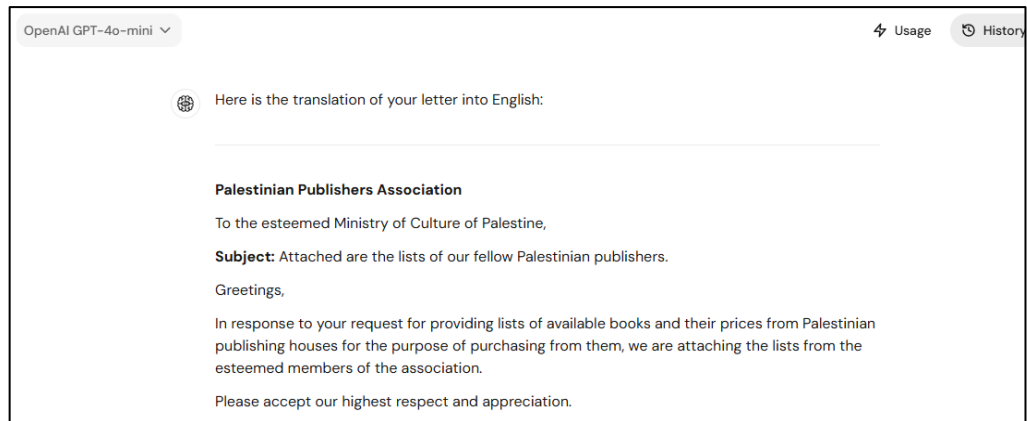 OpenAI GPT-4o-mini
Usage
History
Here is the translation of your letter into English:
Palestinian Publishers Association
To the esteemed Ministry of Culture of Palestine,
Subject: Attached are the lists of our fellow Palestinian publishers.
Greetings,
In response to your request for providing lists of available books and their prices from Palestinian
publishing houses for the purpose of purchasing from them, we are attaching the lists from the
esteemed members of the association.
Please accept our highest respect and appreciation.